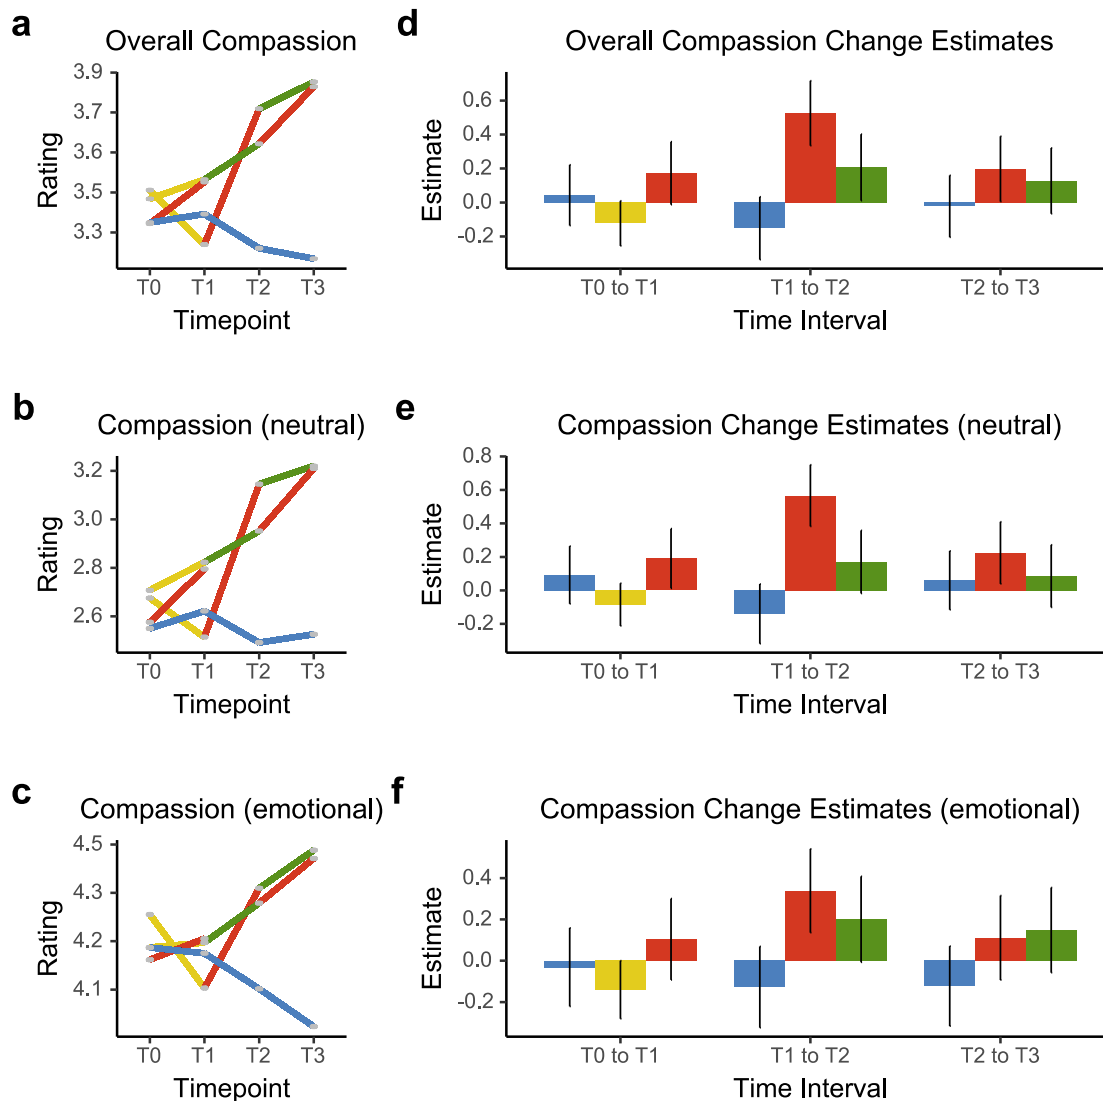 a
Overall Compassion
3.9
3.7
3.6
3.5
3.3
Rating
T0 T1 T2 T3
Timepoint
d
Overall Compassion Change Estimates
0.6
0.4
0.2
0.0
-0.2
Estimate
T0 to T1 T1 to T2 T2 to T3
Time Interval
b
Compassion (neutral)
3.2
3.0
2.8
2.6
Rating
T0 T1 T2 T3
Timepoint
e
Compassion Change Estimates (neutral)
0.8
0.6
0.4
0.2
0.0
-0.2
Estimate
T0 to T1 T1 to T2 T2 to T3
Time Interval
c
Compassion (emotional)
4.5
4.3
4.2
4.1
Rating
T0 T1 T2 T3
Timepoint
f
Compassion Change Estimates (emotional)
0.4
0.2
0.0
-0.2
Estimate
T0 to T1 T1 to T2 T2 to T3
Time Interval